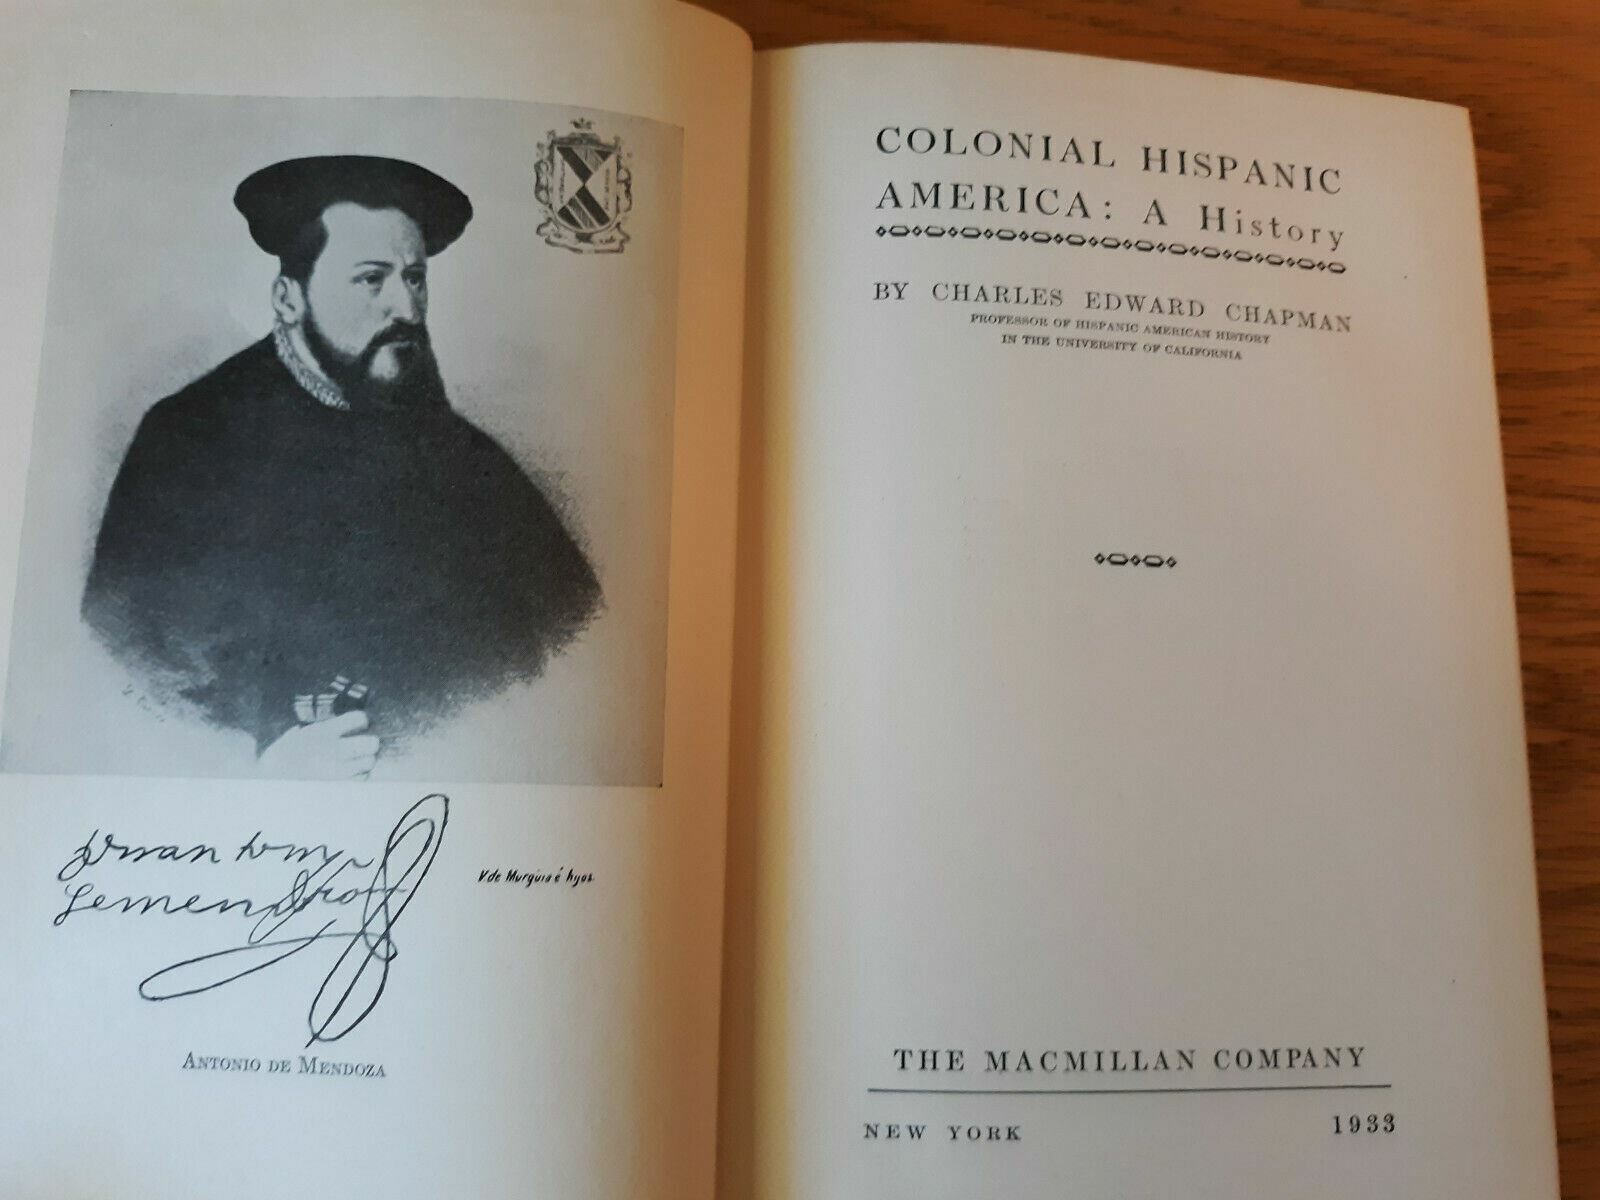 V. de Murguia é hijos.
ANTONIO DE MENDOZA
COLONIAL HISPANIC
AMERICA: A History
BY CHARLES EDWARD CHAPMAN
PROFESSOR OF HISPANIC AMERICAN HISTORY
IN THE UNIVERSITY OF CALIFORNIA
THE MACMILLAN COMPANY
NEW YORK 1933